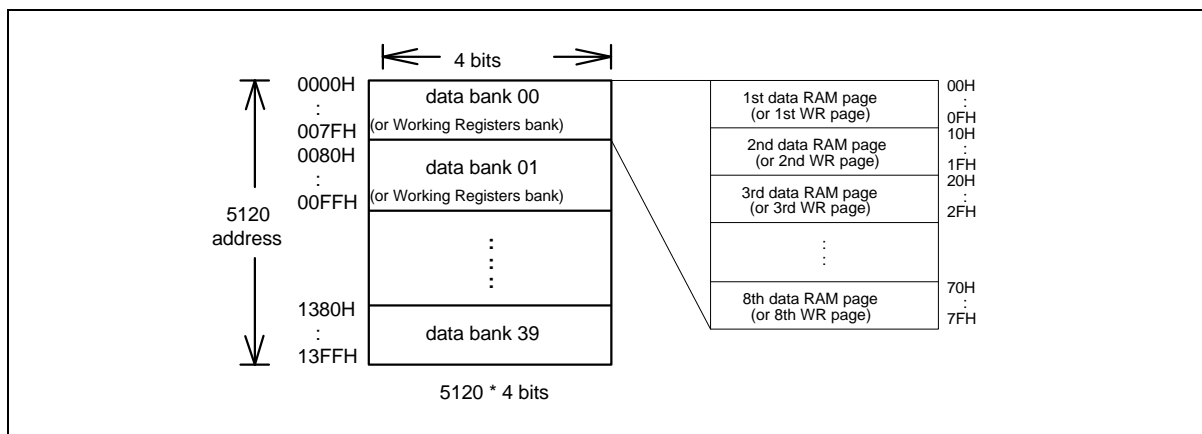 4 bits
0000H
:
007FH
data bank 00
(or Working Registers bank)
0080H
:
00FFH
data bank 01
(or Working Registers bank)
5120
address
1380H
:
13FFH
data bank 39
5120 * 4 bits
1st data RAM page
(or 1st WR page)
00H
:
0FH
2nd data RAM page
(or 2nd WR page)
10H
:
1FH
3rd data RAM page
(or 3rd WR page)
20H
:
2FH
8th data RAM page
(or 8th WR page)
70H
:
7FH